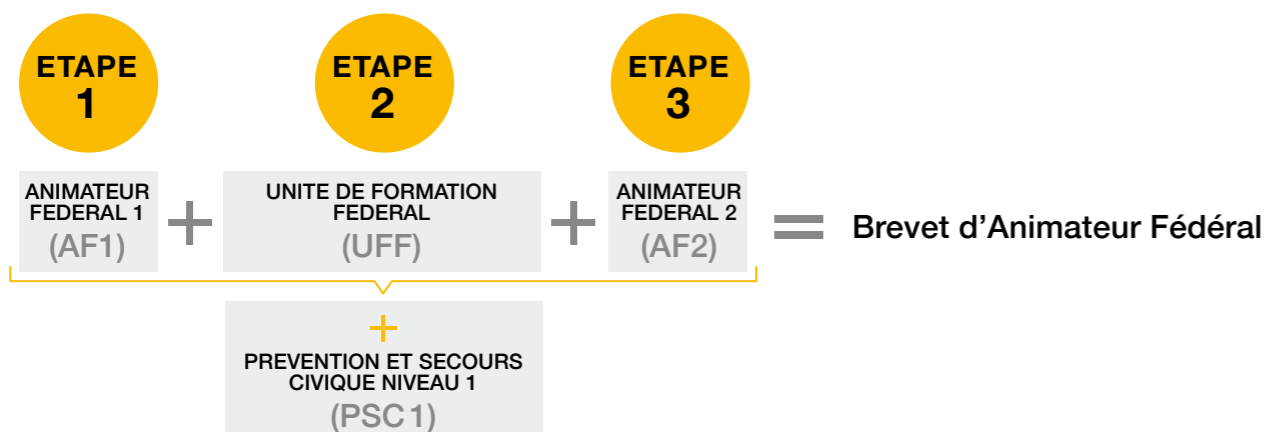 ETAPE
1
ETAPE
2
ETAPE
3
ANIMATEUR
FEDERAL 1
(AF1)
+
UNITE DE FORMATION
FEDERAL
(UFF)
+
ANIMATEUR
FEDERAL 2
(AF2)
=
Brevet d'Animateur Fédéral
+
PREVENTION ET SECOURS
CIVIQUE NIVEAU 1
(PSC 1)